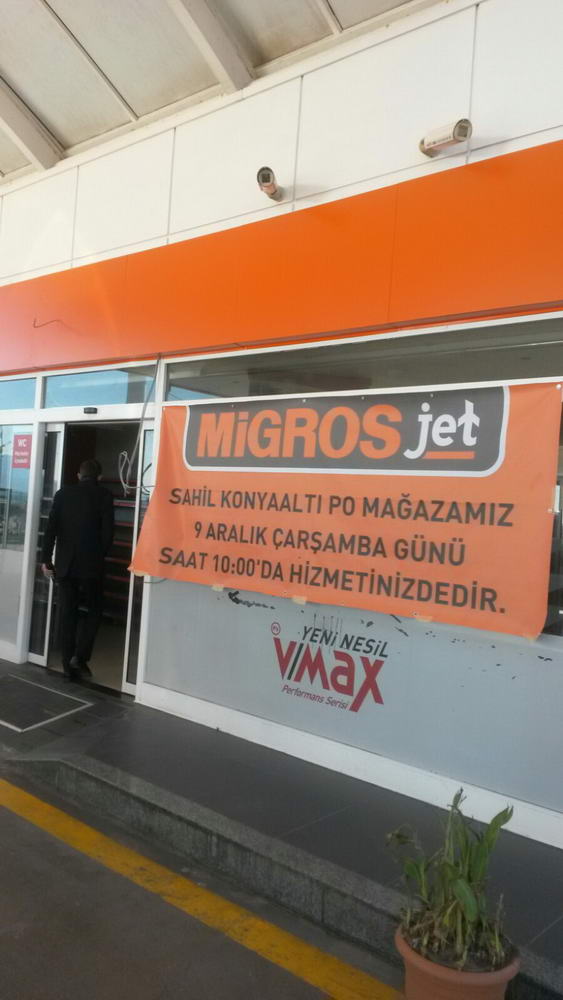 MiGROS jet
SAHİL KONYAALTI PO MAĞAZAMIZ
9 ARALIK ÇARŞAMBA GÜNÜ
SAAT 10:00'DA HİZMETİNİZDEDİR.
WC
YENİ NESİL
V/Max
Performans Serisi